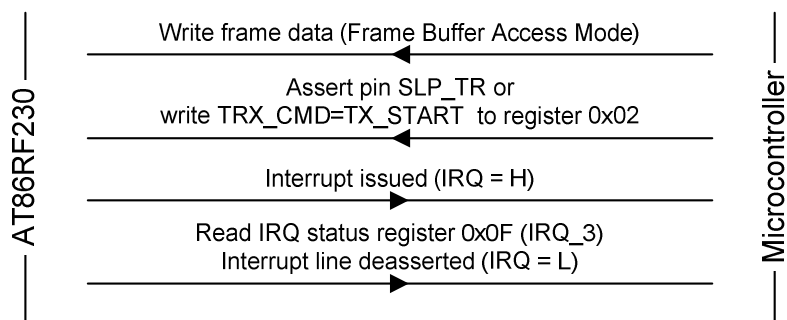 Write frame data (Frame Buffer Access Mode)
Assert pin SLP_TR or
write TRX_CMD=TX_START to register 0x02
Interrupt issued (IRQ = H)
Read IRQ status register 0x0F (IRQ_3)
Interrupt line deasserted (IRQ = L)
AT86RF230
Microcontroller